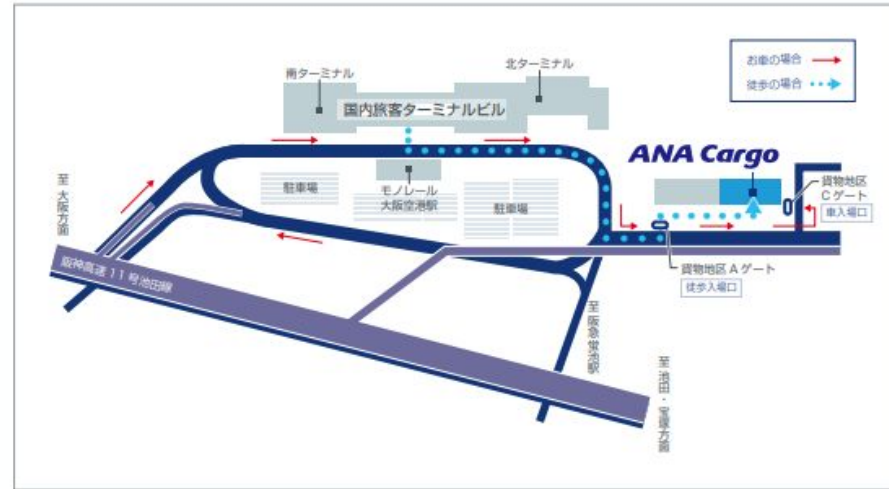 お車の場合
徒歩の場合
北ターミナル
南ターミナル
国内旅客ターミナルビル
ANA Cargo
貨物地区
Cゲート
車入場口
駐車場
モノレール
大阪空港駅
駐車場
至 大阪方面
阪神高速11号池田線
貨物地区Aゲート
徒歩入場口
至 阪急蛍池駅
至 池田・宝塚方面